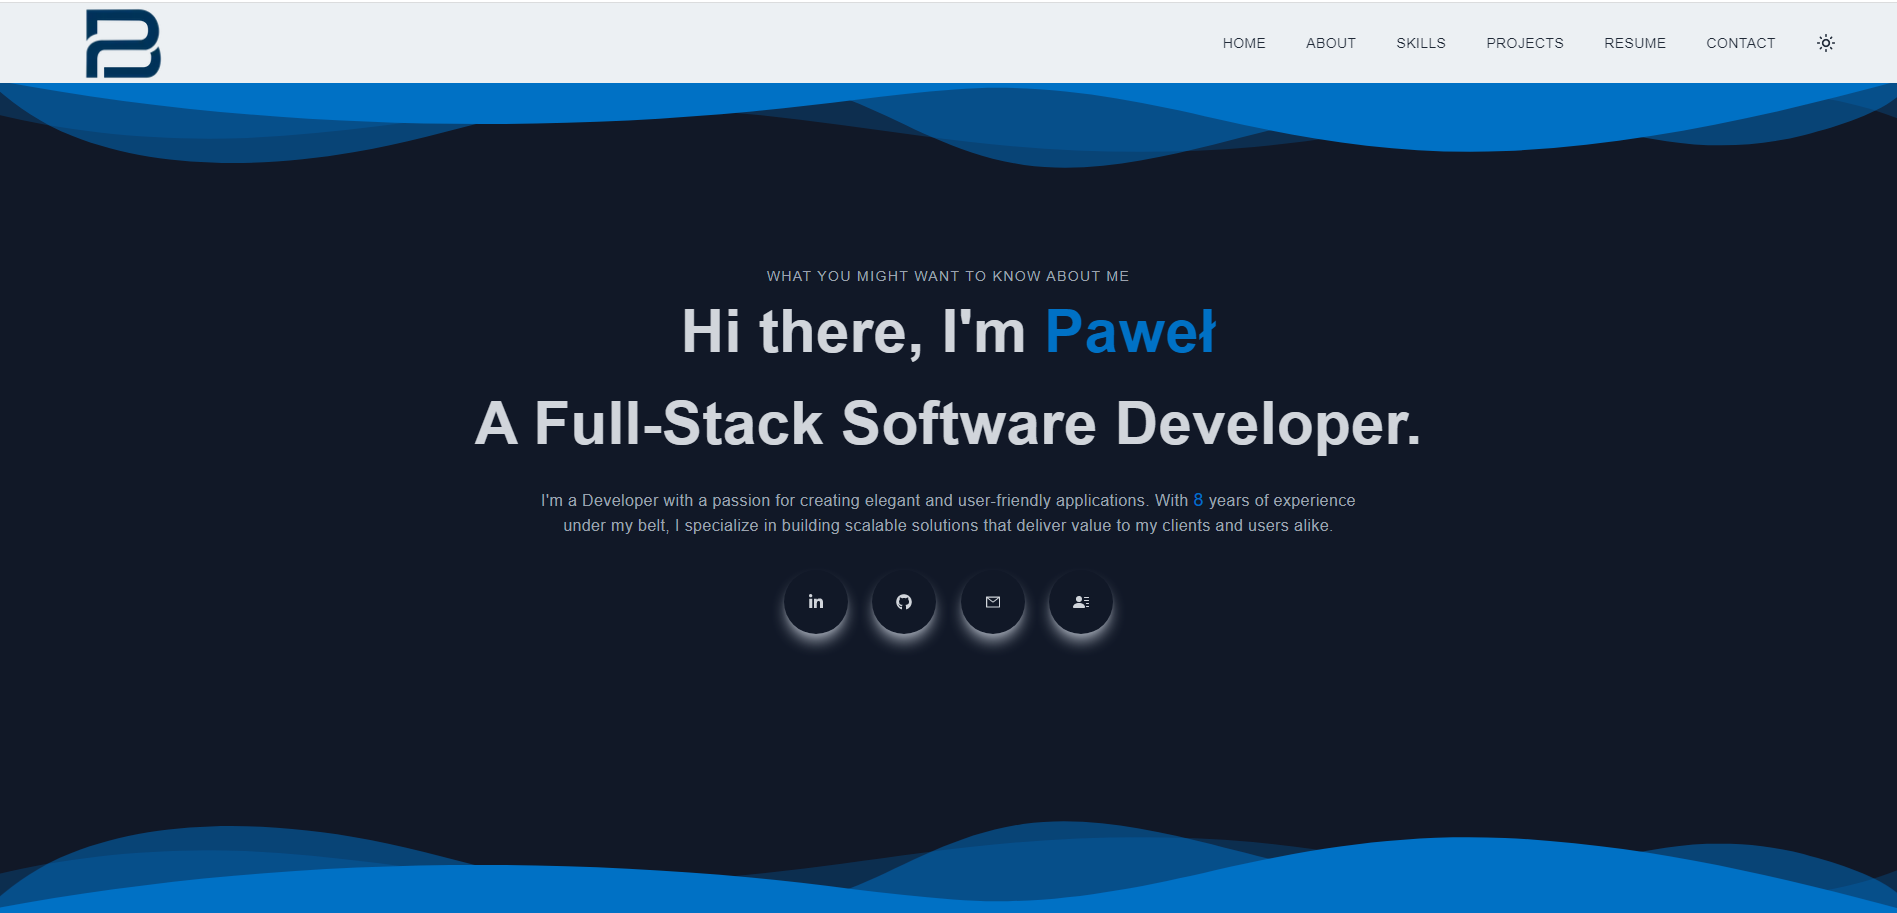 HOME ABOUT SKILLS PROJECTS RESUME CONTACT
WHAT YOU MIGHT WANT TO KNOW ABOUT ME
Hi there, I'm Paweł
A Full-Stack Software Developer.
I'm a Developer with a passion for creating elegant and user-friendly applications. With 8 years of experience
under my belt, I specialize in building scalable solutions that deliver value to my clients and users alike.
in